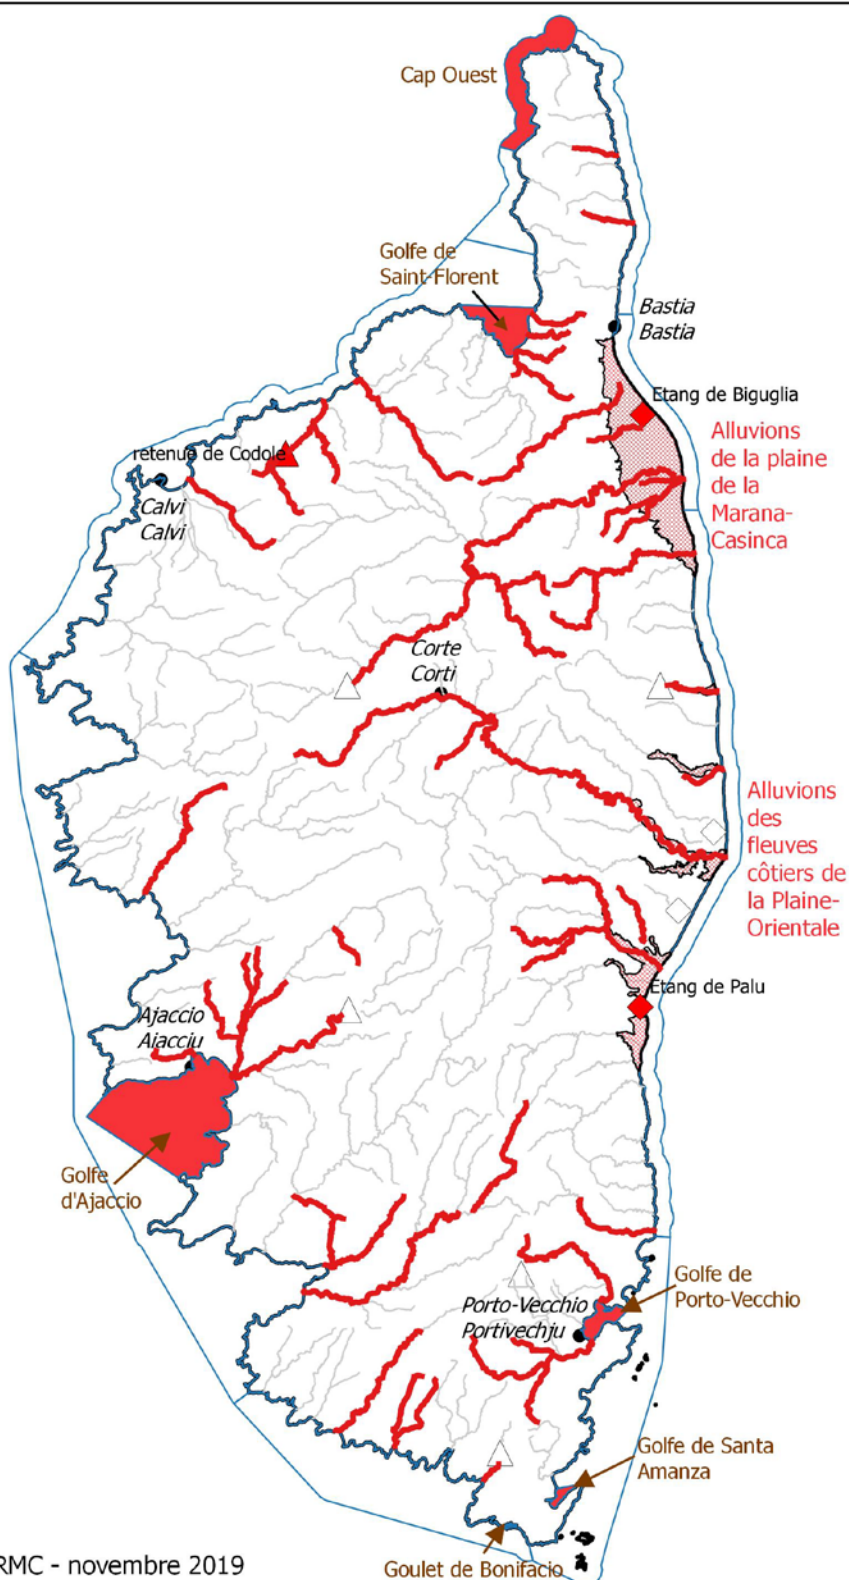 Cap Ouest
Golfe de
Saint-Florent
Bastia
Bastia
Etang de Biguglia
Alluvions
de la plaine
de la
Marana-
Casinca
retenue de Codole
Calvi
Calvi
Corte
Corti
Alluvions
des
fleuves
côtiers de
la Plaine-
Orientale
Etang de Palu
Ajaccio
Aiacciu
Golfe
d'Ajaccio
Golfe de
Porto-Vecchio
Porto-Vecchio
Portivechju
Golfe de Santa
Amanza
Goulet de Bonifacio
RMC - novembre 2019